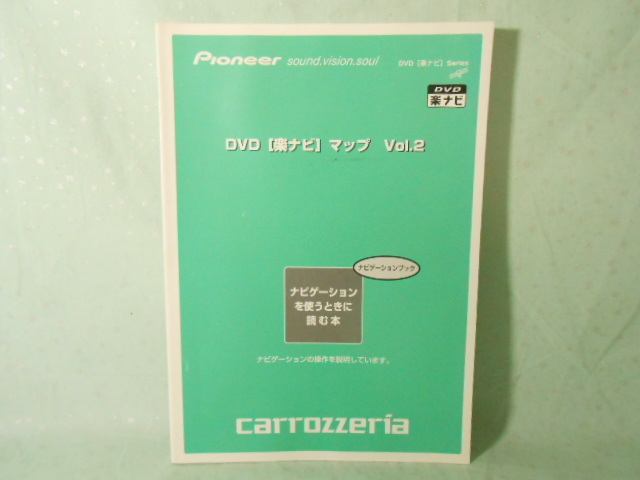 Pioneer sound.vision.soul
DVD［楽ナビ］Series
DVD
楽ナビ
DVD［楽ナビ］マップ Vol.2
ナビゲーションブック
ナビゲーション
を使うときに
読む本
ナビゲーションの操作を説明しています。
carrozzeria